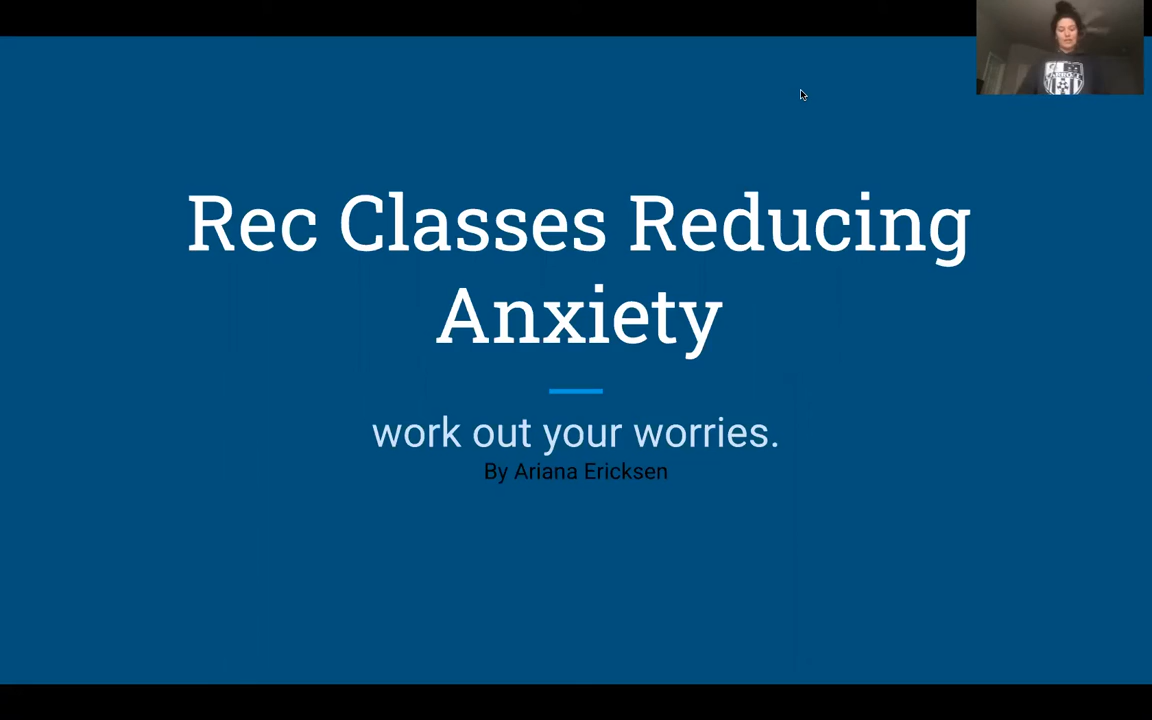 Rec Classes Reducing
Anxiety
work out your worries.
By Ariana Ericksen